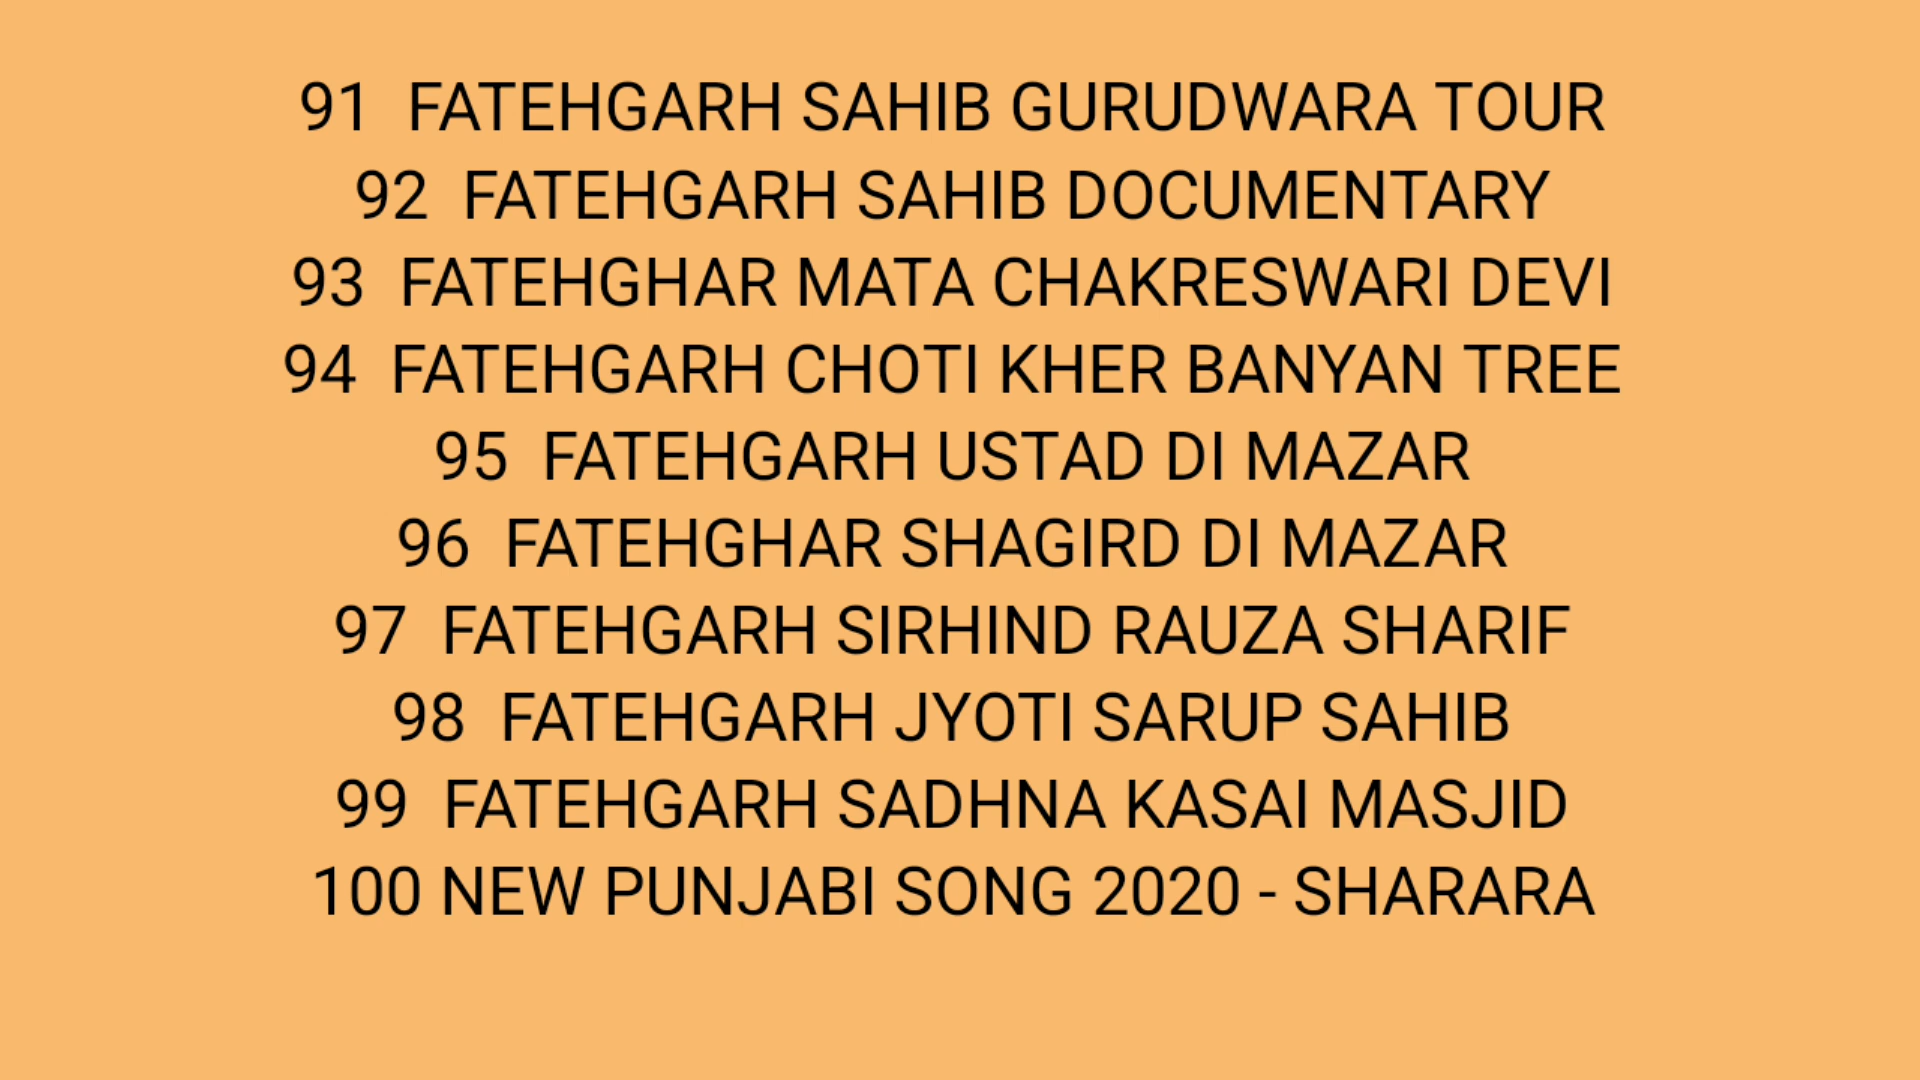 91  FATEHGARH SAHIB GURUDWARA TOUR
92  FATEHGARH SAHIB DOCUMENTARY
93  FATEHGHAR MATA CHAKRESWARI DEVI
94  FATEHGARH CHOTI KHER BANYAN TREE
95  FATEHGARH USTAD DI MAZAR
96  FATEHGHAR SHAGIRD DI MAZAR
97  FATEHGARH SIRHIND RAUZA SHARIF
98  FATEHGARH JYOTI SARUP SAHIB
99  FATEHGARH SADHNA KASAI MASJID
100 NEW PUNJABI SONG 2020 - SHARARA